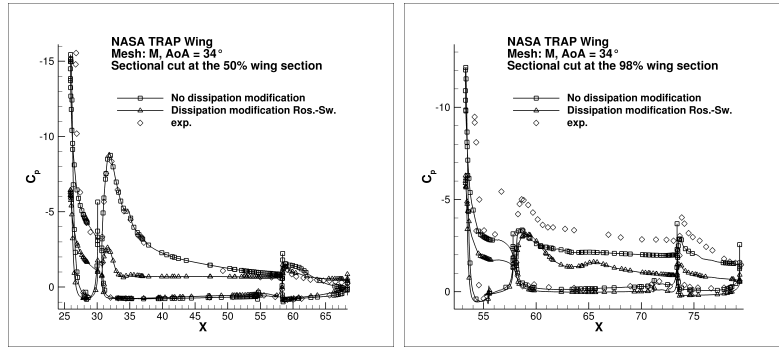 NASA TRAP Wing
Mesh: M, AoA = 34°
Sectional cut at the 50% wing section
No dissipation modification
Dissipation modification Ros.-Sw.
exp.
-15
-10
-5
0
Cp
25 30 35 40 45 50 55 60 65
X
NASA TRAP Wing
Mesh: M, AoA = 34°
Sectional cut at the 98% wing section
No dissipation modification
Dissipation modification Ros.-Sw.
exp.
-10
-5
0
Cp
55 60 65 70 75
X